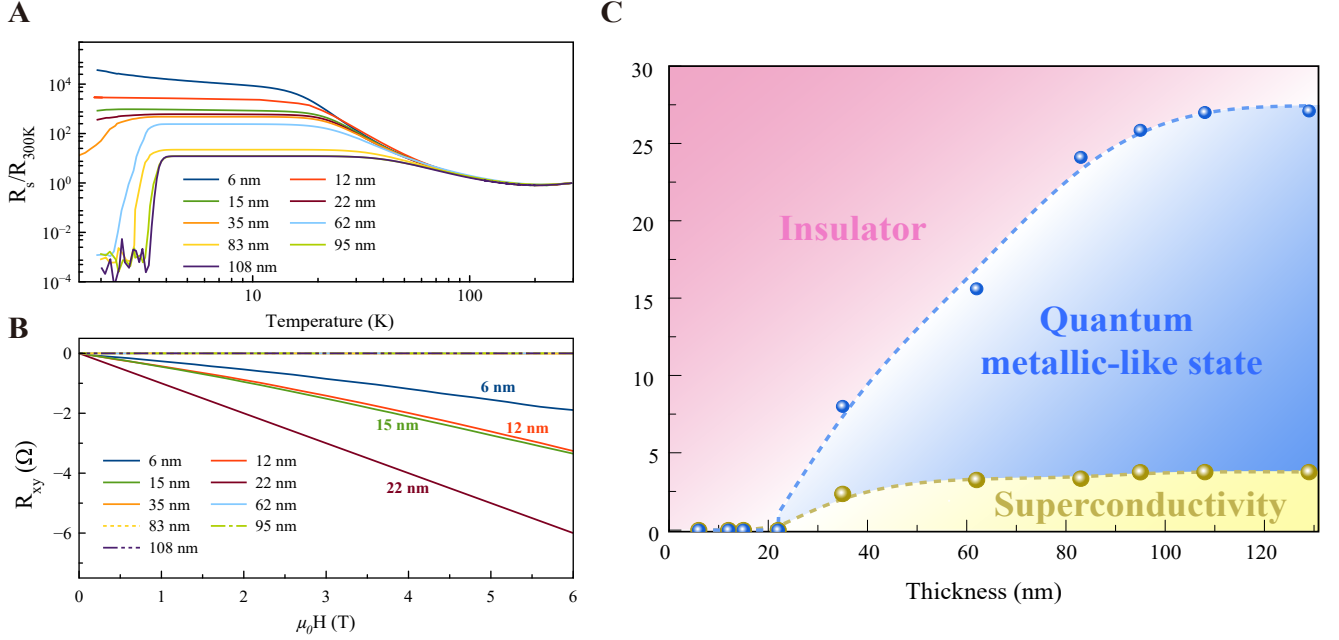 A
R_s/R_300K
10^4
10^2
10^0
10^−2
10^−4
6 nm 12 nm
15 nm 22 nm
35 nm 62 nm
83 nm 95 nm
108 nm
10 100
Temperature (K)
B
R_xy (Ω)
0
−2
−4
−6
6 nm
12 nm
15 nm
22 nm
6 nm 12 nm
15 nm 22 nm
35 nm 62 nm
83 nm 95 nm
108 nm
0 1 2 3 4 5 6
μ_0H (T)
C
30
25
20
15
10
5
0
Insulator
Quantum
metallic-like state
Superconductivity
0 20 40 60 80 100 120
Thickness (nm)